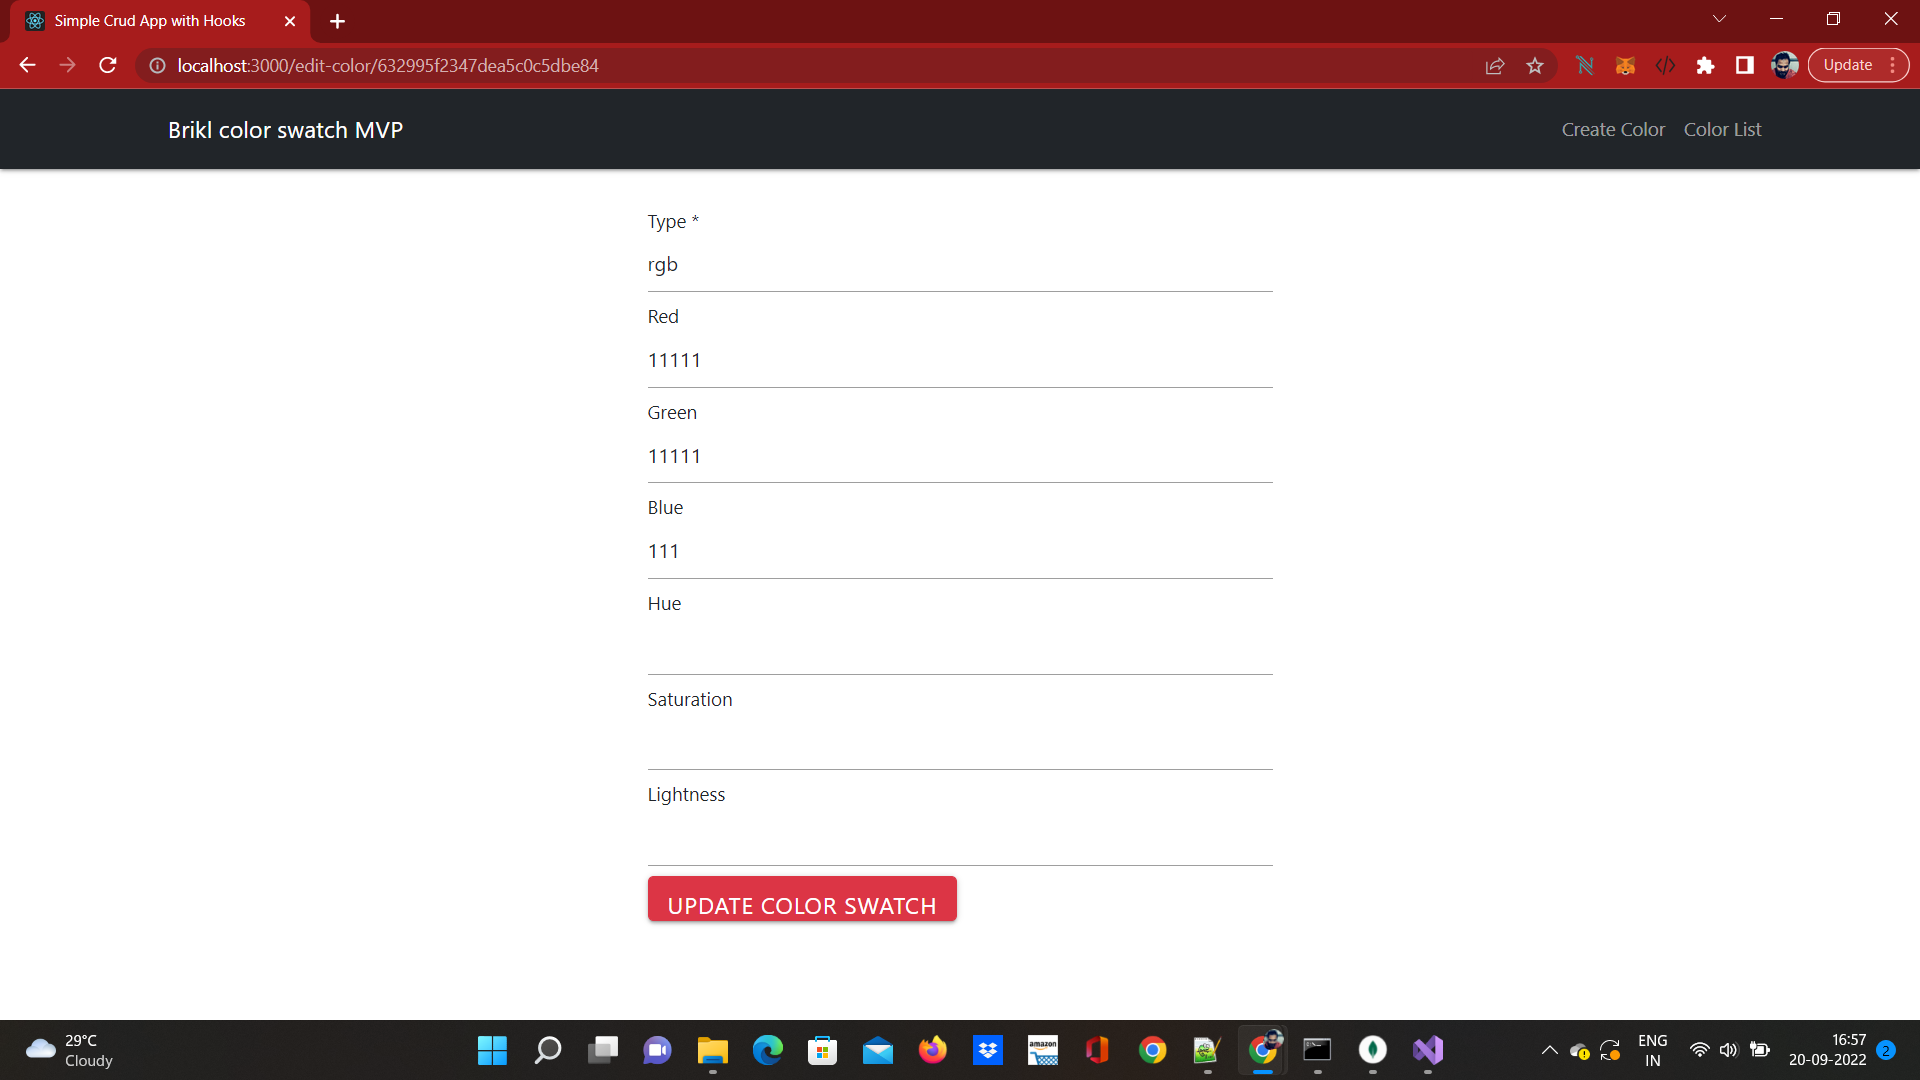 Simple Crud App with Hooks
localhost:3000/edit-color/632995f2347dea5c0c5dbe84
Update
Brikl color swatch MVP
Create Color
Color List
Type *
rgb
Red
11111
Green
11111
Blue
111
Hue
Saturation
Lightness
UPDATE COLOR SWATCH
29°C
Cloudy
amazon
ENG
IN
16:57
20-09-2022
2